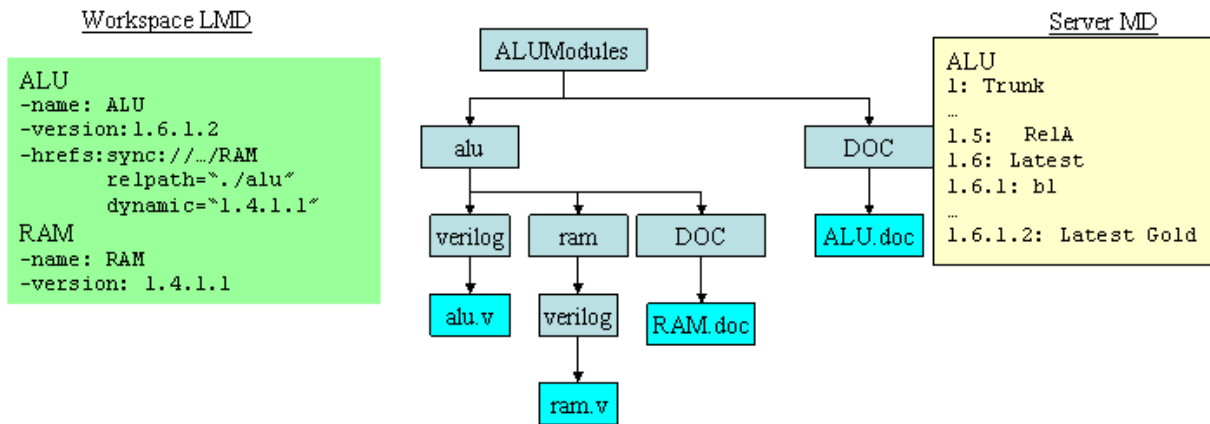 Workspace LMD
ALU
-name: ALU
-version:1.6.1.2
-hrefs:sync://…/RAM
relpath="./alu"
dynamic="1.4.1.1"
RAM
-name: RAM
-version: 1.4.1.1
ALUModules
alu
DOC
verilog
ram
DOC
ALU.doc
alu.v
verilog
RAM.doc
ram.v
Server MD
ALU
1: Trunk
…
1.5: RelA
1.6: Latest
1.6.1: b1
…
1.6.1.2: Latest Gold